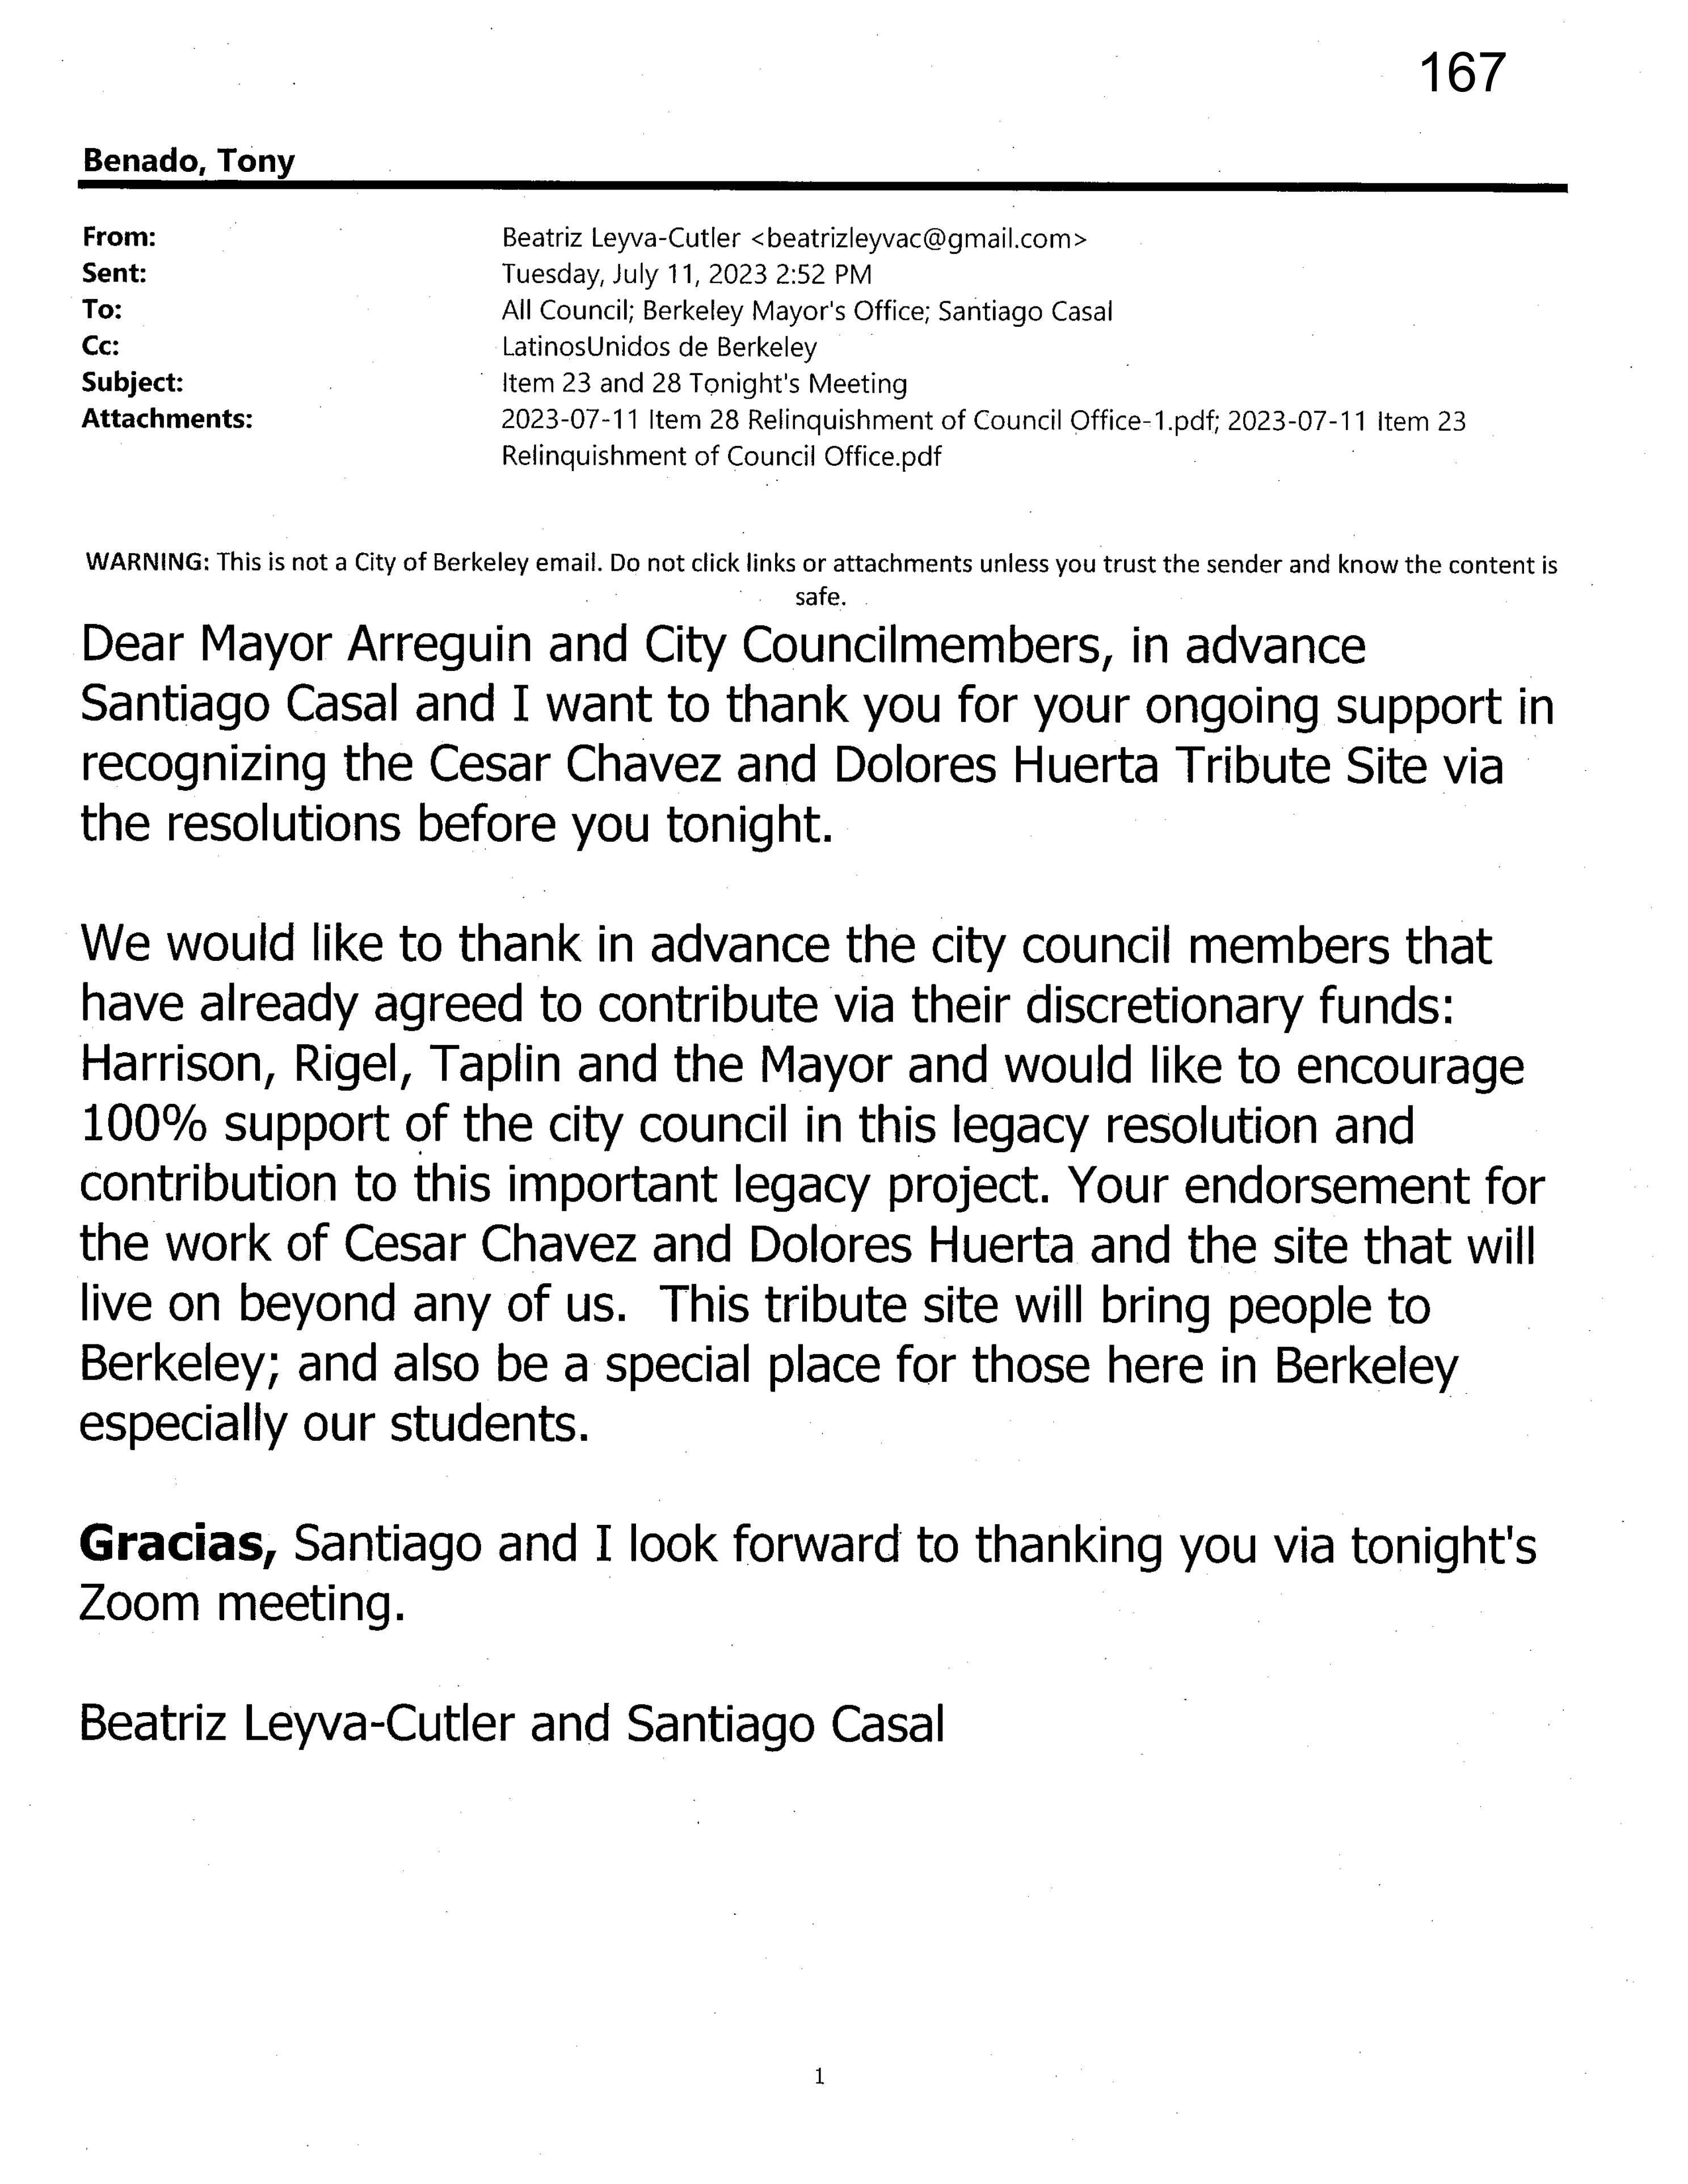 167
Benado, Tony
From: Beatriz Leyva-Cutler <beatrizleyvac@gmail.com>
Sent: Tuesday, July 11, 2023 2:52 PM
To: All Council; Berkeley Mayor's Office; Santiago Casal
Cc: LatinosUnidos de Berkeley
Subject: Item 23 and 28 Tonight's Meeting
Attachments: 2023-07-11 Item 28 Relinquishment of Council Office-1.pdf; 2023-07-11 Item 23
Relinquishment of Council Office.pdf
WARNING: This is not a City of Berkeley email. Do not click links or attachments unless you trust the sender and know the content is
safe.
Dear Mayor Arreguin and City Councilmembers, in advance
Santiago Casal and I want to thank you for your ongoing support in
recognizing the Cesar Chavez and Dolores Huerta Tribute Site via
the resolutions before you tonight.
We would like to thank in advance the city council members that
have already agreed to contribute via their discretionary funds:
Harrison, Rigel, Taplin and the Mayor and would like to encourage
100% support of the city council in this legacy resolution and
contribution to this important legacy project. Your endorsement for
the work of Cesar Chavez and Dolores Huerta and the site that will
live on beyond any of us.  This tribute site will bring people to
Berkeley; and also be a special place for those here in Berkeley
especially our students.
Gracias, Santiago and I look forward to thanking you via tonight's
Zoom meeting.
Beatriz Leyva-Cutler and Santiago Casal
1